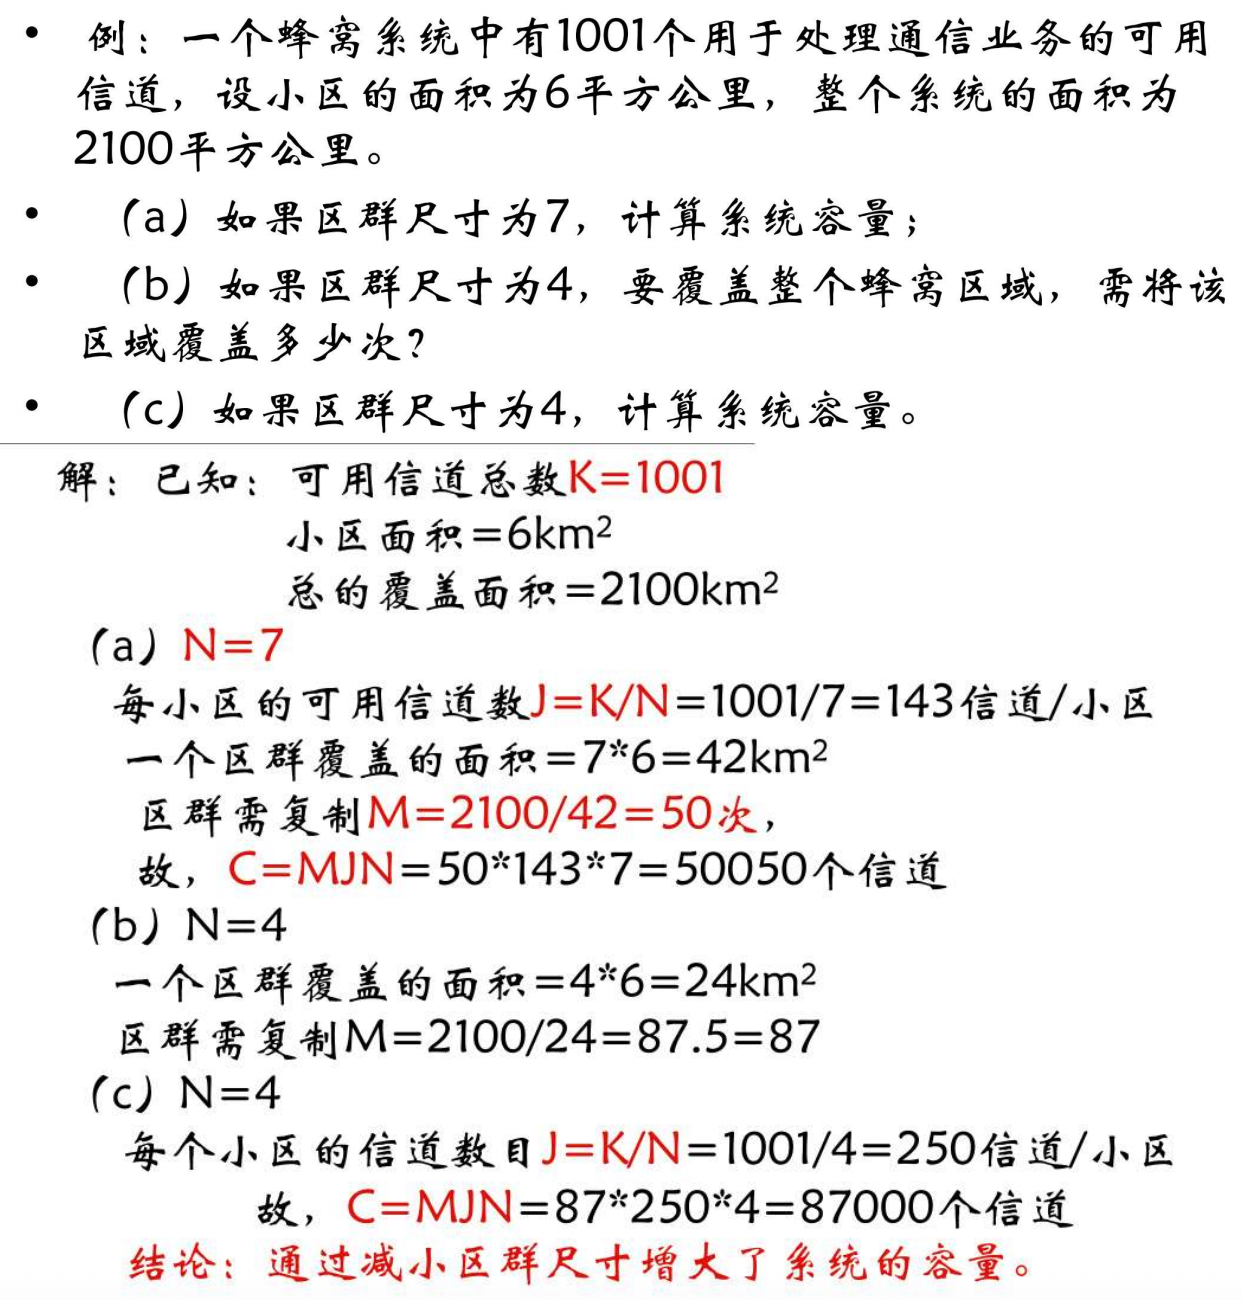 • 例：一个蜂窝系统中有1001个用于处理通信业务的可用
信道，设小区的面积为6平方公里，整个系统的面积为
2100平方公里。
• （a）如果区群尺寸为7，计算系统容量；
• （b）如果区群尺寸为4，要覆盖整个蜂窝区域，需将该
区域覆盖多少次？
• （c）如果区群尺寸为4，计算系统容量。
解：已知：可用信道总数K=1001
小区面积=6km²
总的覆盖面积=2100km²
（a）N=7
每小区的可用信道数J=K/N=1001/7=143信道/小区
一个区群覆盖的面积=7*6=42km²
区群需复制M=2100/42=50次，
故，C=MJN=50*143*7=50050个信道
（b）N=4
一个区群覆盖的面积=4*6=24km²
区群需复制M=2100/24=87.5=87
（c）N=4
每个小区的信道数目J=K/N=1001/4=250信道/小区
故，C=MJN=87*250*4=87000个信道
结论：通过减小区群尺寸增大了系统的容量。